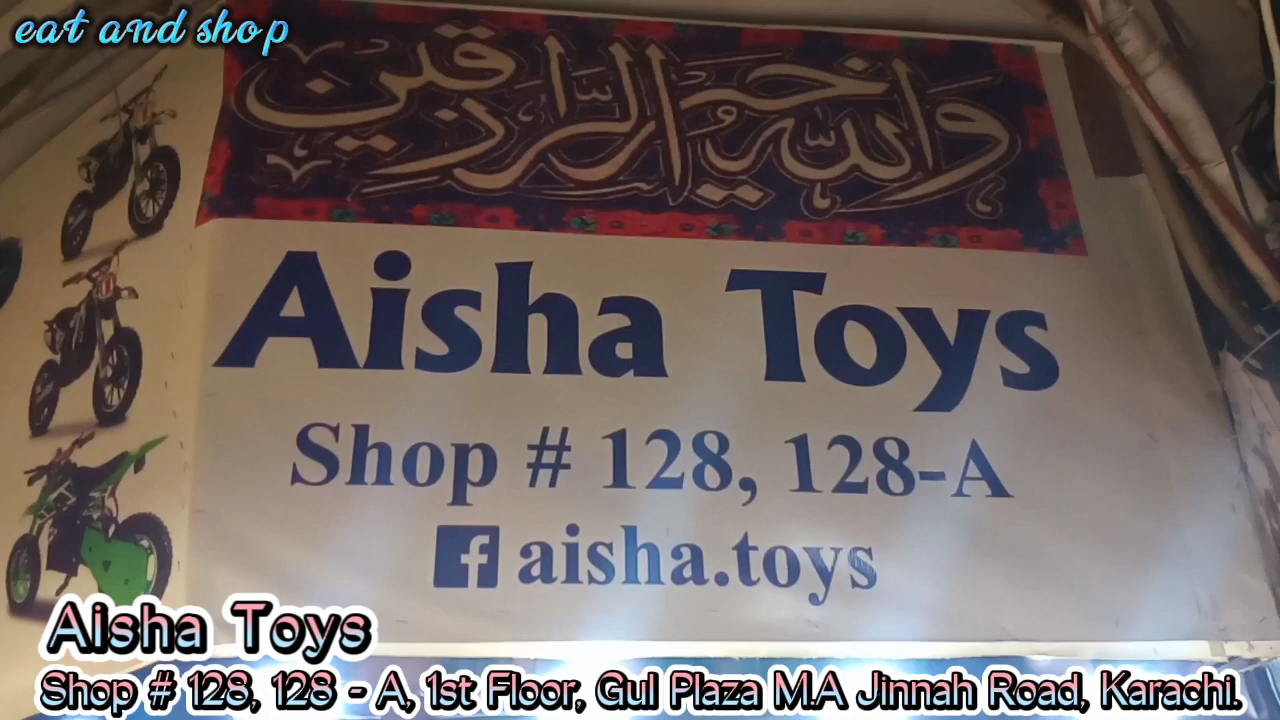 eat and shop
والله خير الرازقين
Aisha Toys
Shop # 128, 128-A
aisha.toys
Aisha Toys
Shop # 128, 128 - A, 1st Floor, Gul Plaza M.A Jinnah Road, Karachi.